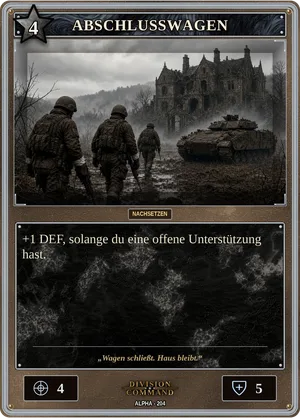 4
ABSCHLUSSWAGEN
NACHSETZEN
+1 DEF, solange du eine offene Unterstützung
hast.
„Wagen schließt. Haus bleibt.“
4
DIVISION
COMMAND
5
ALPHA - 204